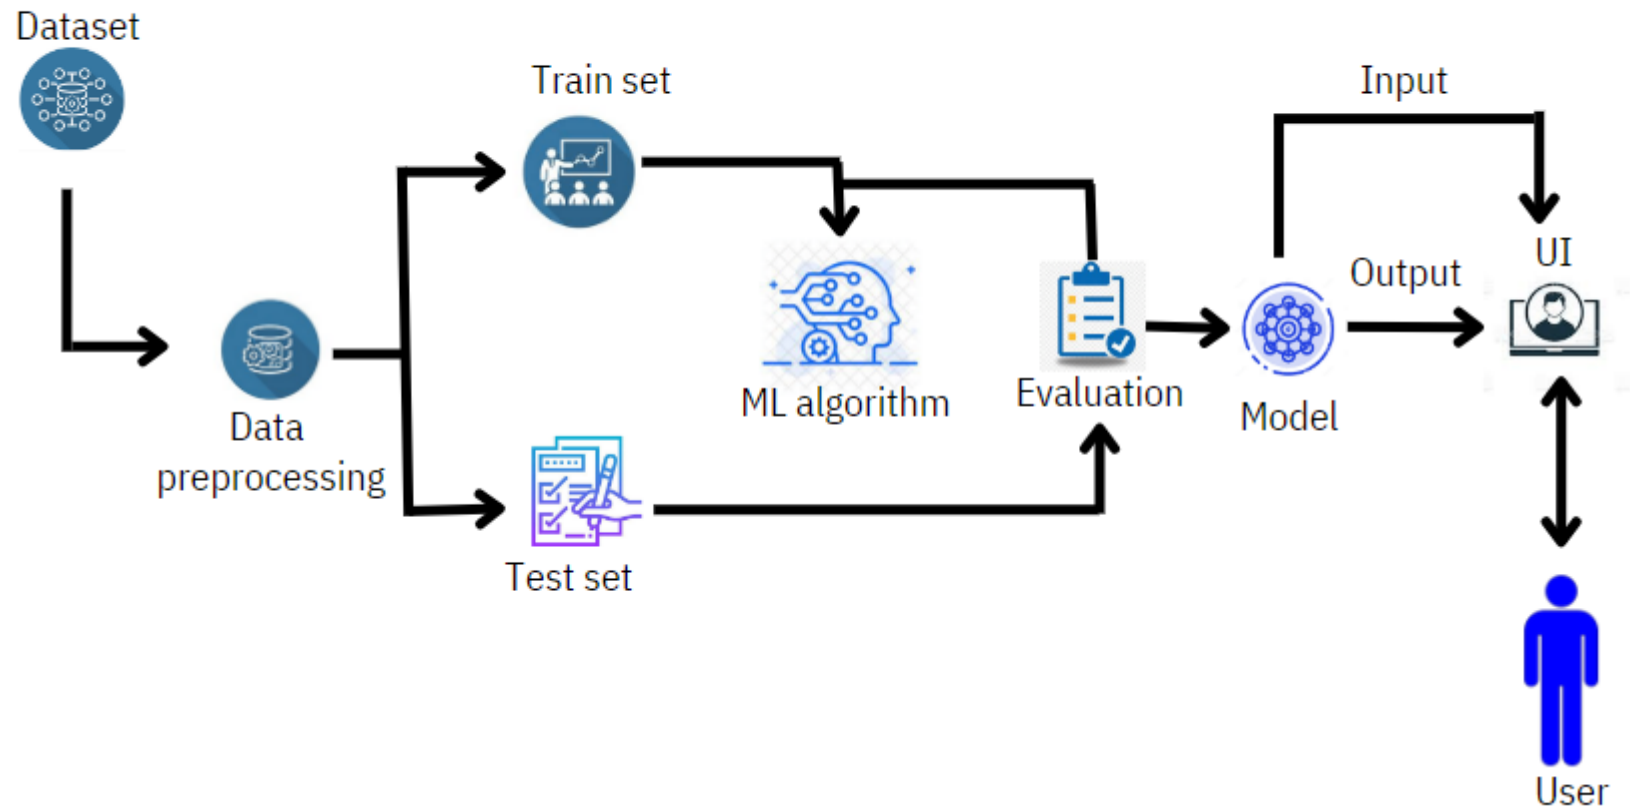 Dataset
Train set
Input
UI
Output
ML algorithm
Evaluation
Model
Data
preprocessing
Test set
User